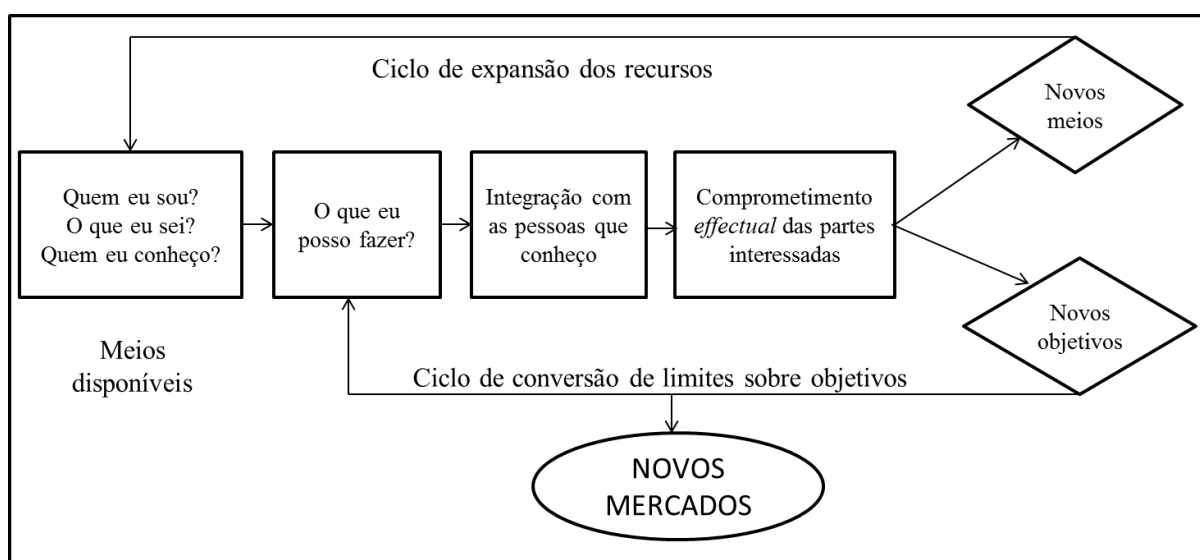 Ciclo de expansão dos recursos
Novos
meios
Quem eu sou?
O que eu sei?
Quem eu conheço?
O que eu
posso fazer?
Integração com
as pessoas que
conheço
Comprometimento
effectual das partes
interessadas
Novos
objetivos
Meios
disponíveis
Ciclo de conversão de limites sobre objetivos
NOVOS
MERCADOS